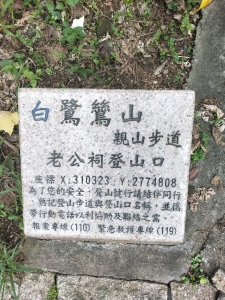 白鷺鷥山
親山步道
老公祠登山口
座標 X:310323 Y:2774808
為了您的安全，登山健行請結伴同行
熟記登山步道與登山口名稱，並攜
帶行動電話以利協助及聯絡之需。
報案專線(110) 緊急救護專線(119)